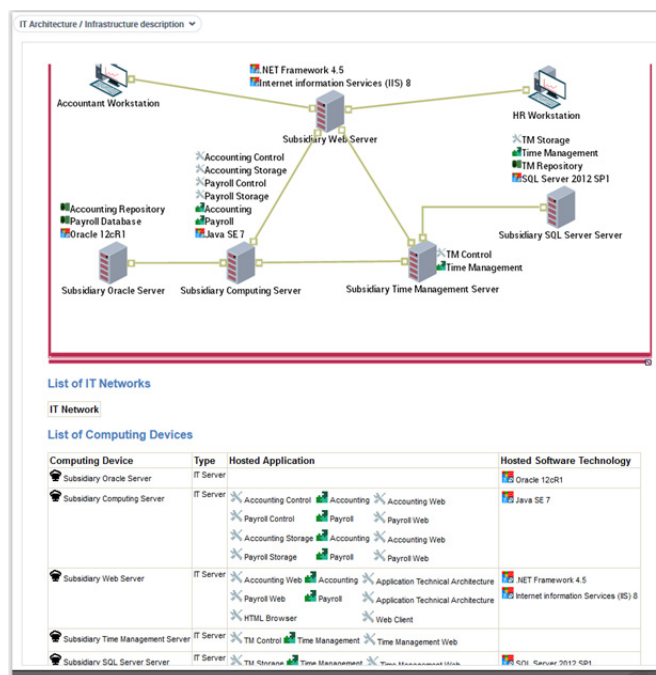 IT Architecture / Infrastructure description
.NET Framework 4.5
Internet information Services (IIS) 8
Accountant Workstation
HR Workstation
Subsidiary Web Server
TM Storage
Time Management
TM Repository
SQL Server 2012 SP1
Accounting Control
Accounting Storage
Payroll Control
Payroll Storage
Accounting
Payroll
Java SE 7
Accounting Repository
Payroll Database
Oracle 12cR1
Subsidiary SQL Server Server
TM Control
Time Management
Subsidiary Oracle Server
Subsidiary Computing Server
Subsidiary Time Management Server
List of IT Networks
IT Network
List of Computing Devices
Computing Device Type Hosted Application Hosted Software Technology
Subsidiary Oracle Server IT Server Oracle 12cR1
Subsidiary Computing Server IT Server Accounting Control Accounting Accounting Web Java SE 7
Payroll Control Payroll Payroll Web
Accounting Storage Accounting Accounting Web
Payroll Storage Payroll Payroll Web
Subsidiary Web Server IT Server Accounting Web Accounting Application Technical Architecture .NET Framework 4.5
Payroll Web Payroll Application Technical Architecture Internet information Services (IIS) 8
HTML Browser Web Client
Subsidiary Time Management Server IT Server TM Control Time Management Time Management Web
Subsidiary SQL Server Server IT Server TM Storage Time Management Time Management Web SQL Server 2012 SP1